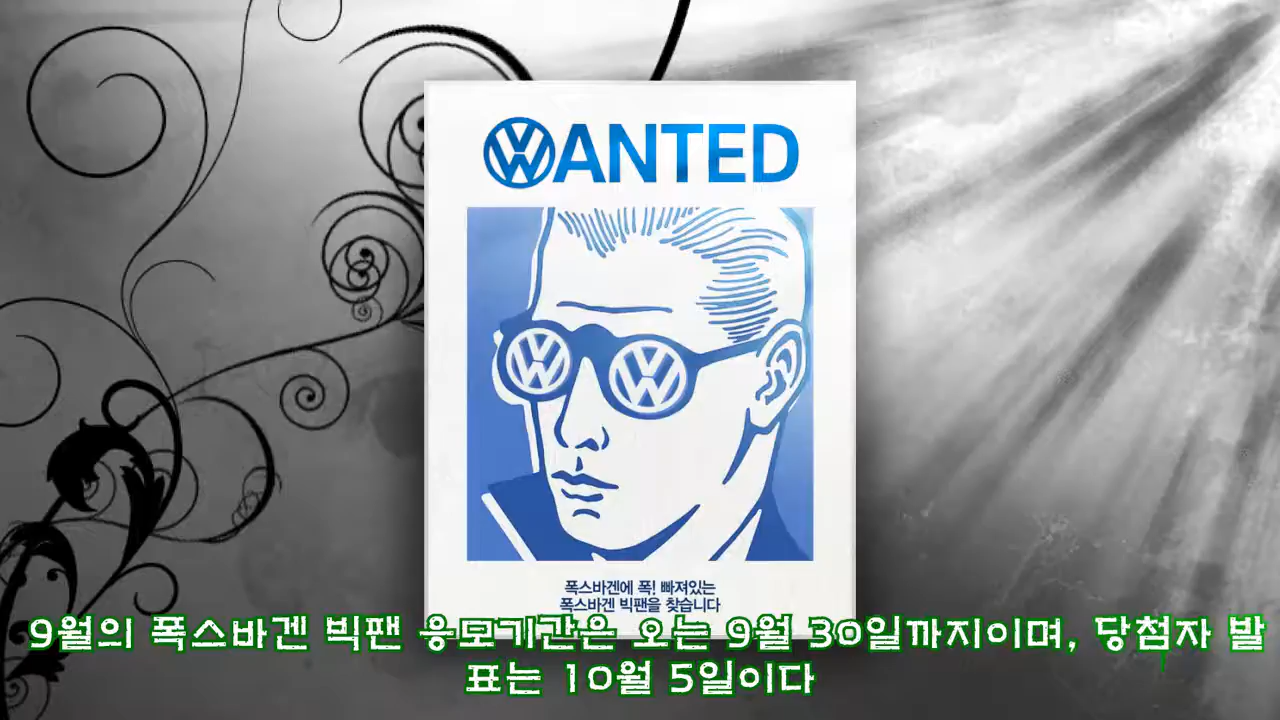 WANTED
폭스바겐에 폭! 빠져있는
폭스바겐 빅팬을 찾습니다
9월의 폭스바겐 빅팬 응모기간은 오는 9월 30일까지이며, 당첨자 발
표는 10월 5일이다